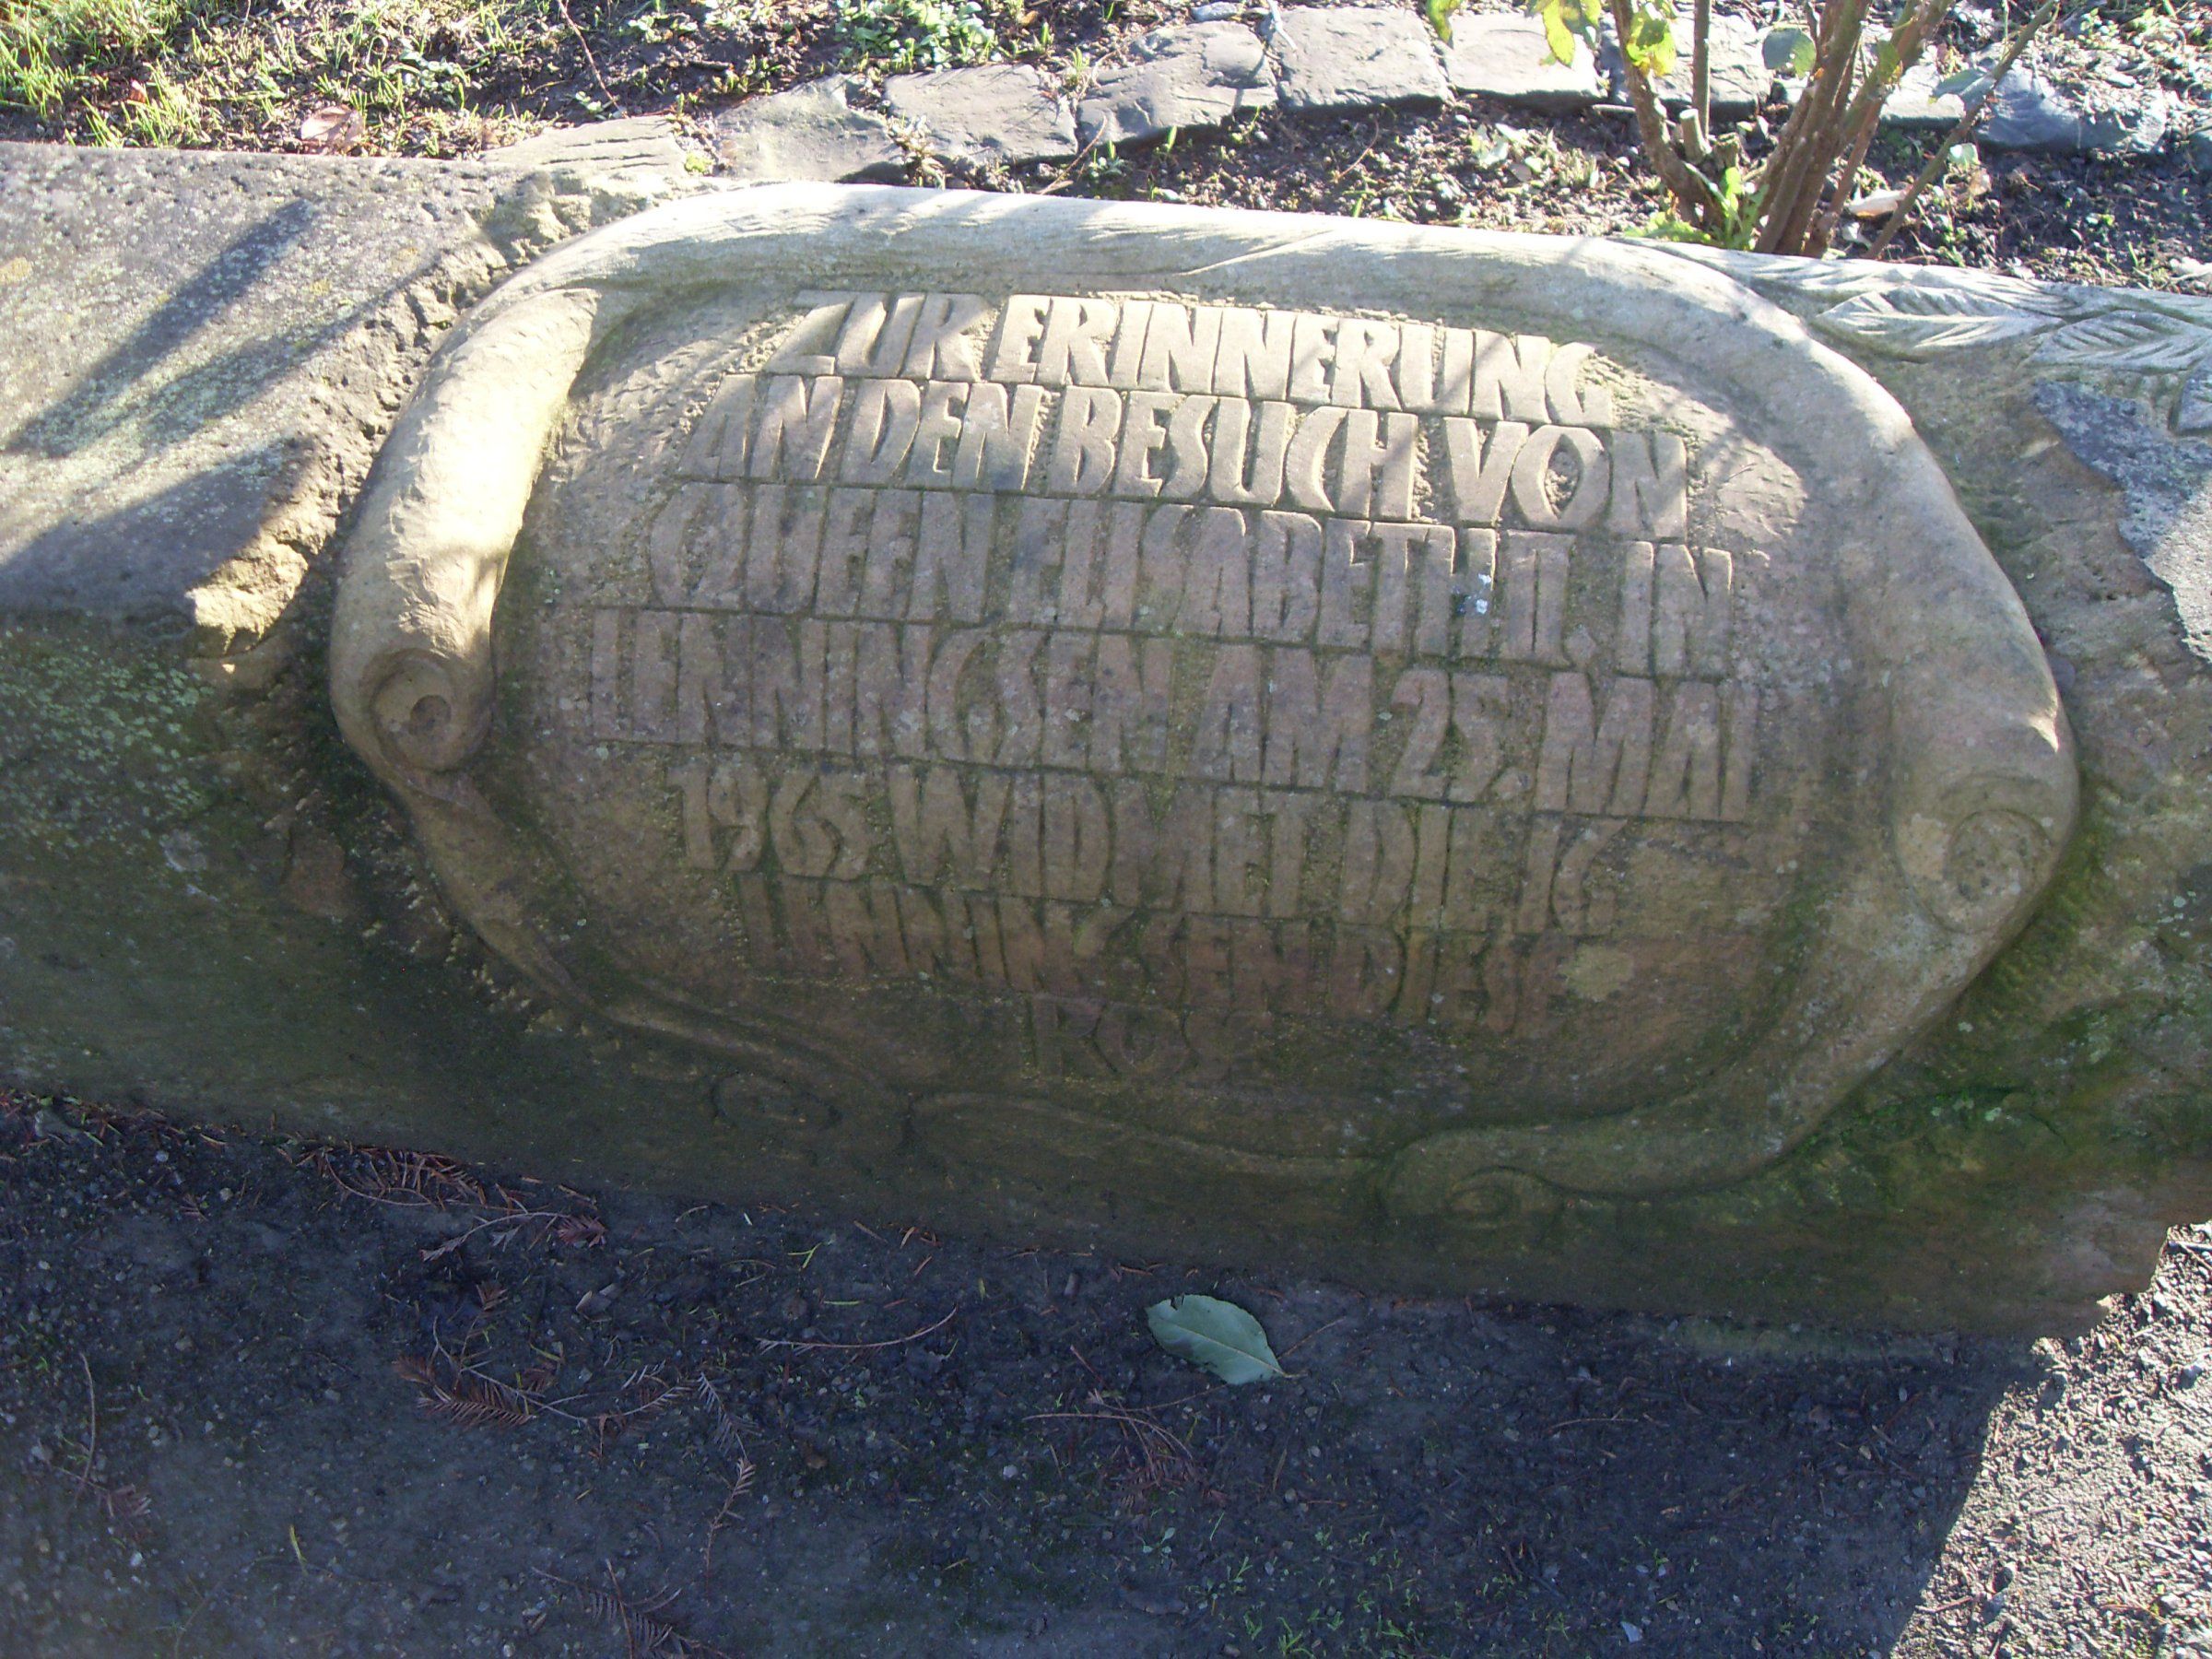 ZUR ERINNERUNG
AN DEN BESUCH VON
QUEEN ELISABETH II. IN
LENNINGSEN AM 25. MAI
1965 WIDMET DIE IG
LENNINGSEN DIESE
ROSE